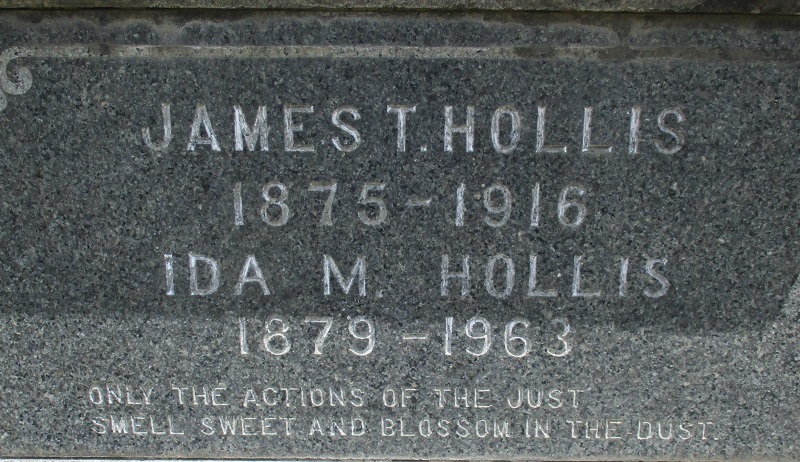 JAMES T. HOLLIS
1875 - 1916
IDA M. HOLLIS
1879 - 1963
ONLY THE ACTIONS OF THE JUST
SMELL SWEET AND BLOSSOM IN THE DUST.